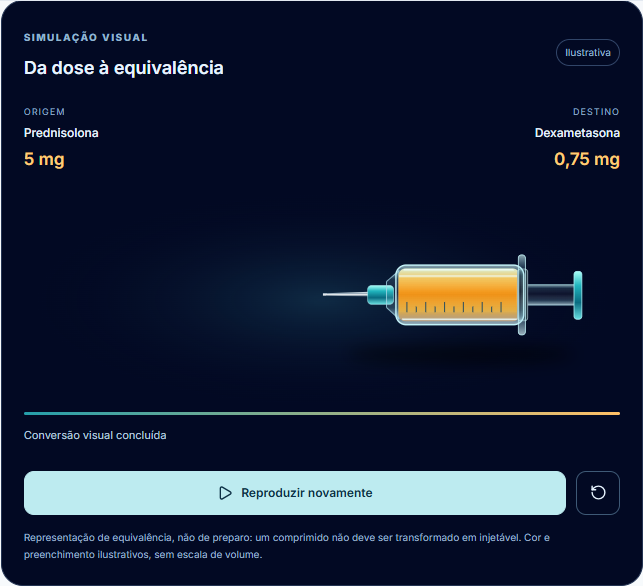 SIMULAÇÃO VISUAL
Da dose à equivalência
Ilustrativa
ORIGEM
Prednisolona
5 mg
DESTINO
Dexametasona
0,75 mg
Conversão visual concluída
Reproduzir novamente
Representação de equivalência, não de preparo: um comprimido não deve ser transformado em injetável. Cor e
preenchimento ilustrativos, sem escala de volume.